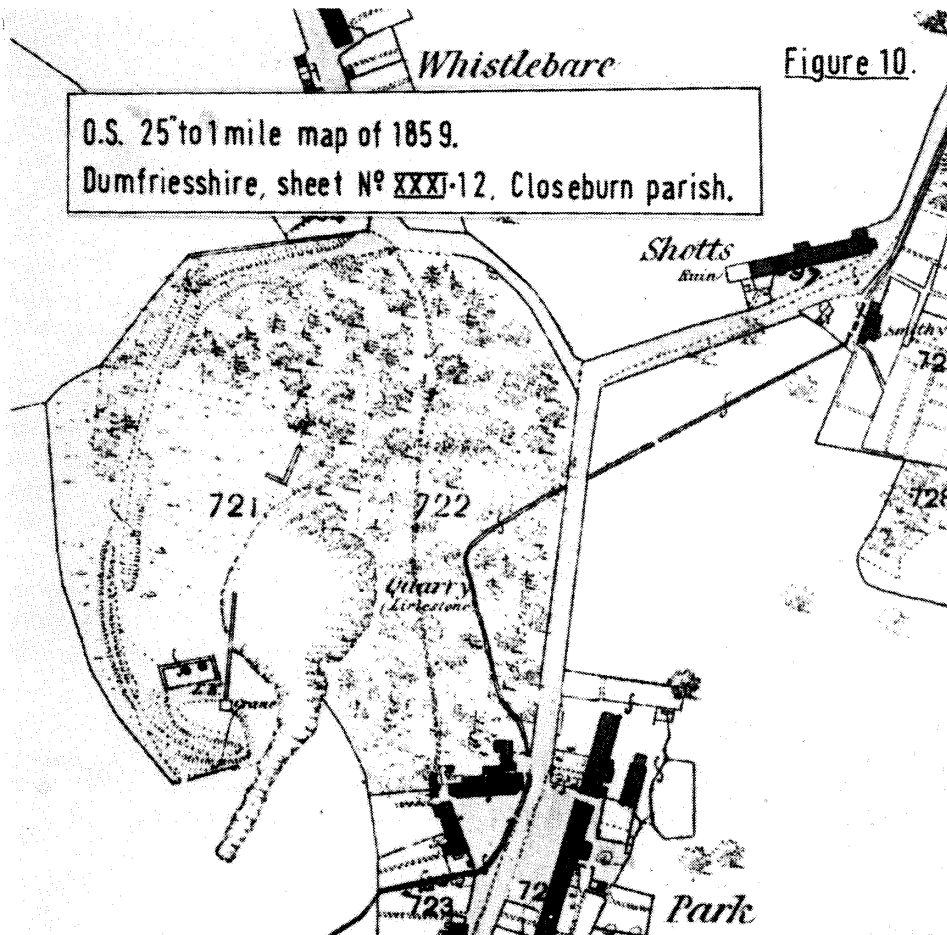 Whistlebare
Figure 10.
O.S. 25" to 1 mile map of 1859.
Dumfriesshire, sheet Nº XXXI·12, Closeburn parish.
Shotts
Ruin
Smithy
721.
722
Quarry
(Limestone)
Crane
723
Park